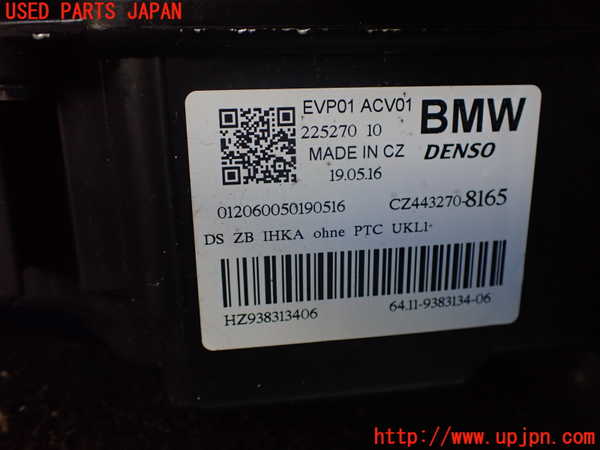 USED PARTS JAPAN
EVP01 ACV01
225270 10
BMW
MADE IN CZ
DENSO
19.05.16
012060050190516
CZ443270-8165
DS ZB IHKA ohne PTC UKL1
HZ938313406
64.11-9383134-06
http://www.upjpn.com/